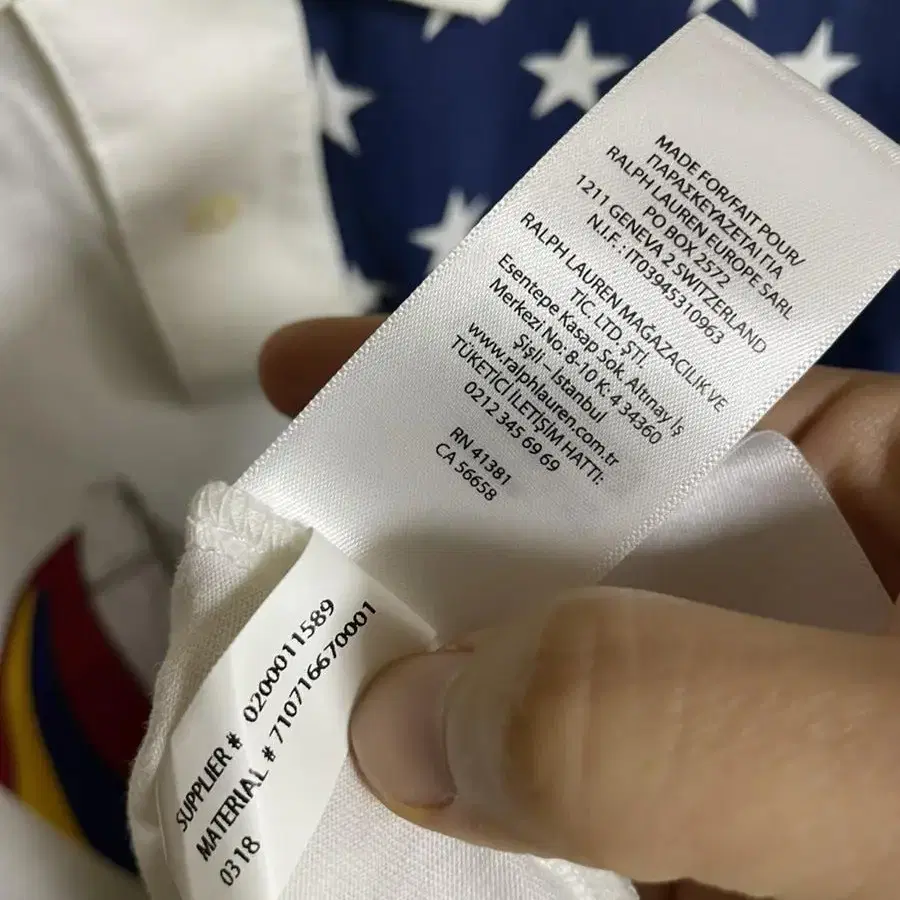 MADE FOR/FAIT POUR/
ΠΑΡΑΣΚΕΥΑΖΕΤΑΙ ΓΙΑ
RALPH LAUREN EUROPE SARL
PO BOX 2572
1211 GENEVA 2 SWITZERLAND
N.I.F.: IT03945310963
RALPH LAUREN MAĞAZACILIK VE
TİC. LTD. ŞTİ.
Esentepe Kasap Sok. Altınay İş
Merkezi No: 8-10 K: 4 34360
Şişli – İstanbul
www.ralphlauren.com.tr
TÜKETİCİ İLETİŞİM HATTI:
0212 345 69 69
RN 41381
CA 56658
SUPPLIER # 0200011589
MATERIAL # 710716670001
0318